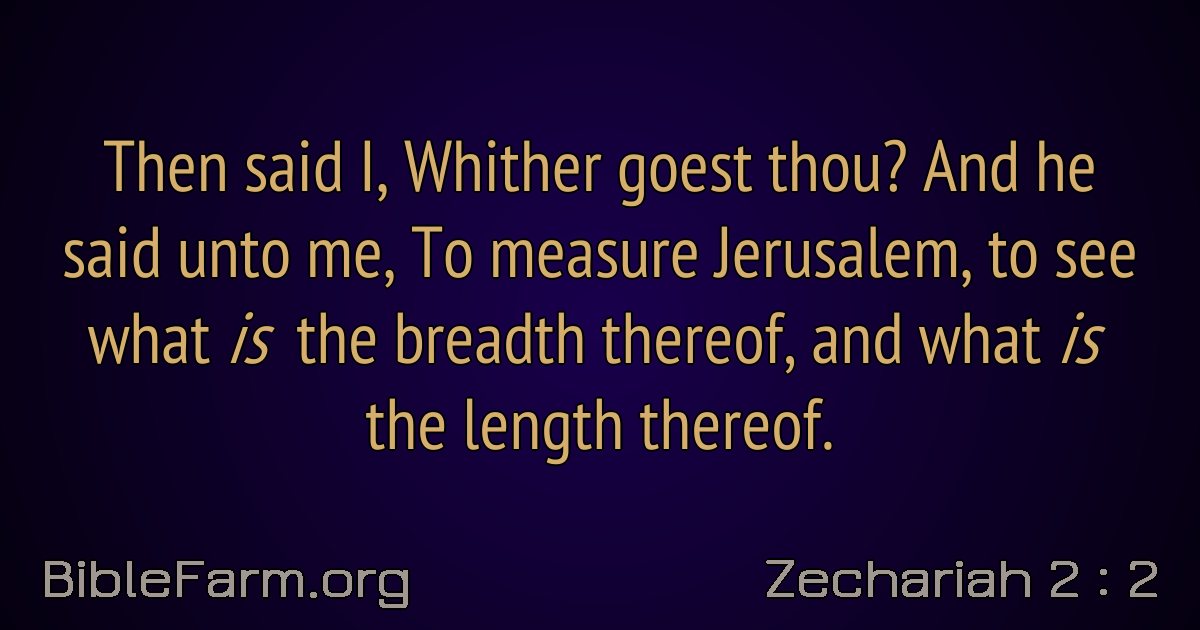 Then said I, Whither goest thou? And he
said unto me, To measure Jerusalem, to see
what is the breadth thereof, and what is
the length thereof.
BibleFarm.org
Zechariah 2 : 2